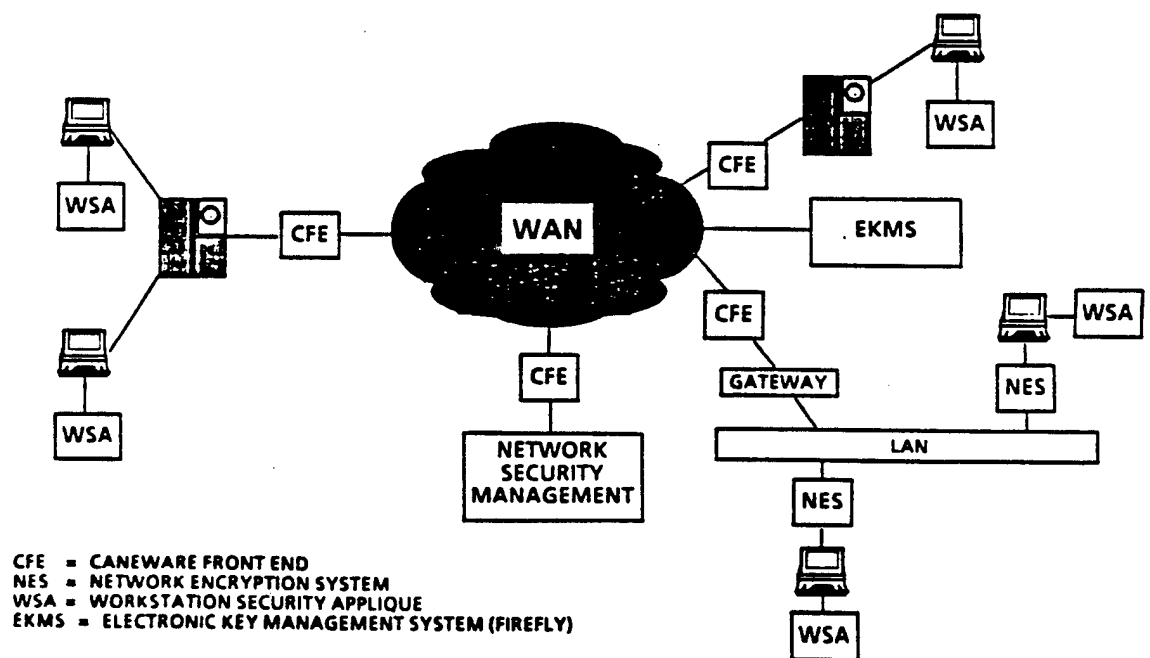 WSA
WSA
CFE
WAN
CFE
WSA
EKMS
CFE
GATEWAY
WSA
NES
LAN
NES
WSA
CFE
NETWORK
SECURITY
MANAGEMENT
WSA
CFE = CANEWARE FRONT END
NES = NETWORK ENCRYPTION SYSTEM
WSA = WORKSTATION SECURITY APPLIQUE
EKMS = ELECTRONIC KEY MANAGEMENT SYSTEM (FIREFLY)